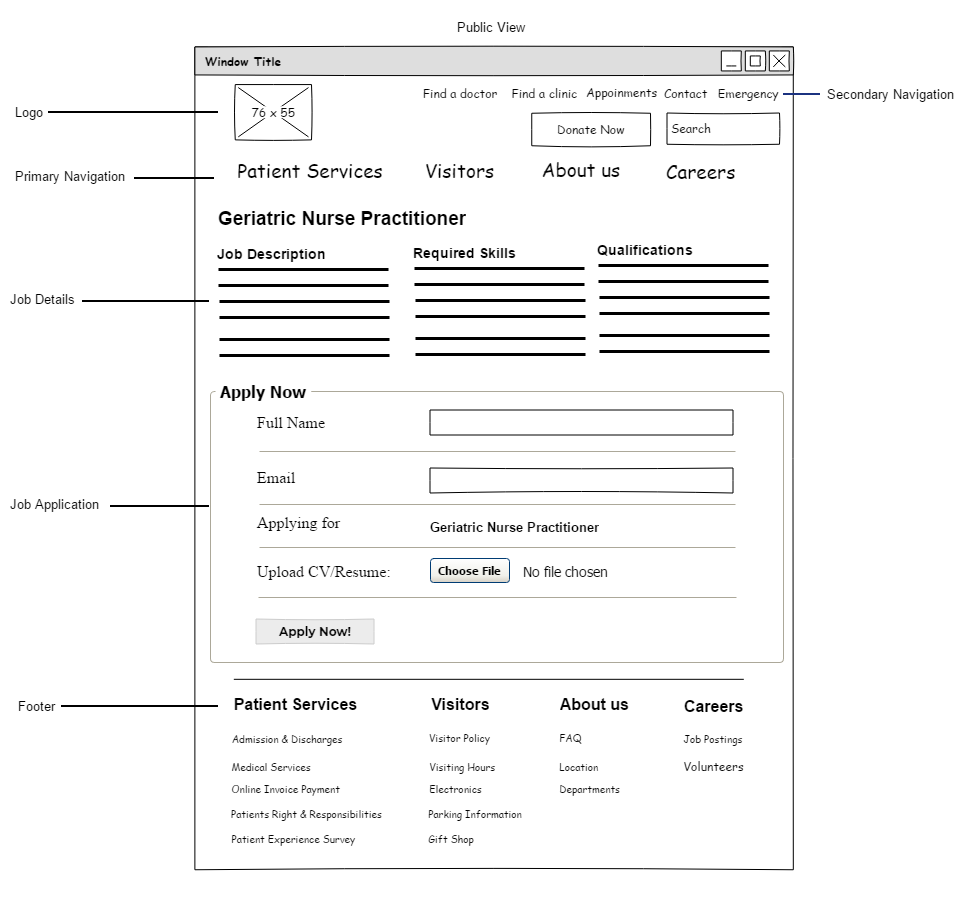 Public View
Window Title
Logo
76 x 55
Find a doctor Find a clinic Appoinments Contact Emergency
Secondary Navigation
Donate Now
Search
Primary Navigation
Patient Services Visitors About us Careers
Geriatric Nurse Practitioner
Job Description Required Skills Qualifications
Job Details
Apply Now
Full Name
Email
Job Application
Applying for Geriatric Nurse Practitioner
Upload CV/Resume: Choose File No file chosen
Apply Now!
Footer
Patient Services Visitors About us Careers
Admission & Discharges Visitor Policy FAQ Job Postings
Medical Services Visiting Hours Location Volunteers
Online Invoice Payment Electronics Departments
Patients Right & Responsibilities Parking Information
Patient Experience Survey Gift Shop